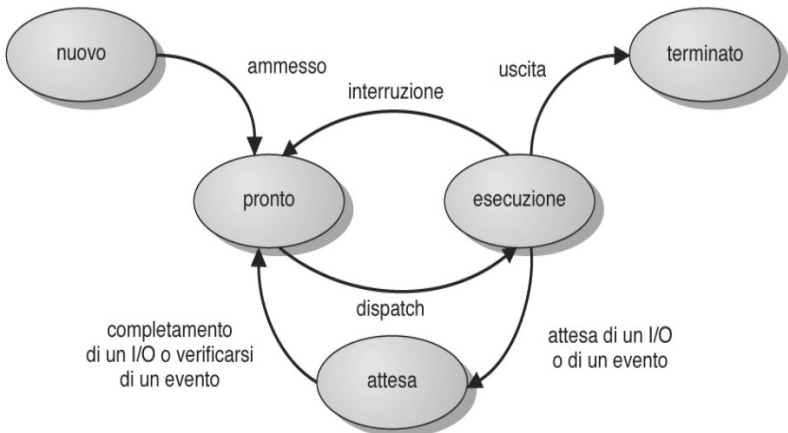 nuovo
ammesso
interruzione
uscita
terminato
pronto
esecuzione
dispatch
completamento
di un I/O o verificarsi
di un evento
attesa
attesa di un I/O
o di un evento